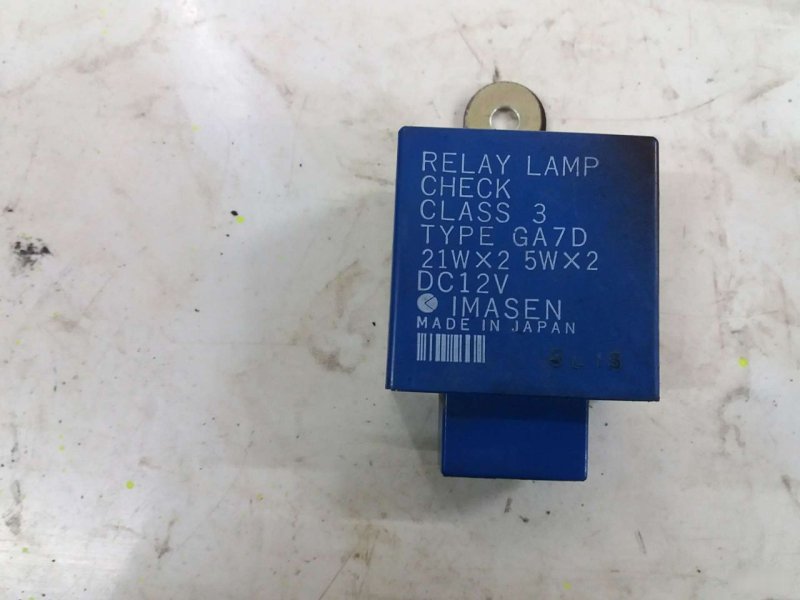 RELAY LAMP
CHECK
CLASS 3
TYPE GA7D
21W×2 5W×2
DC12V
IMASEN
MADE IN JAPAN